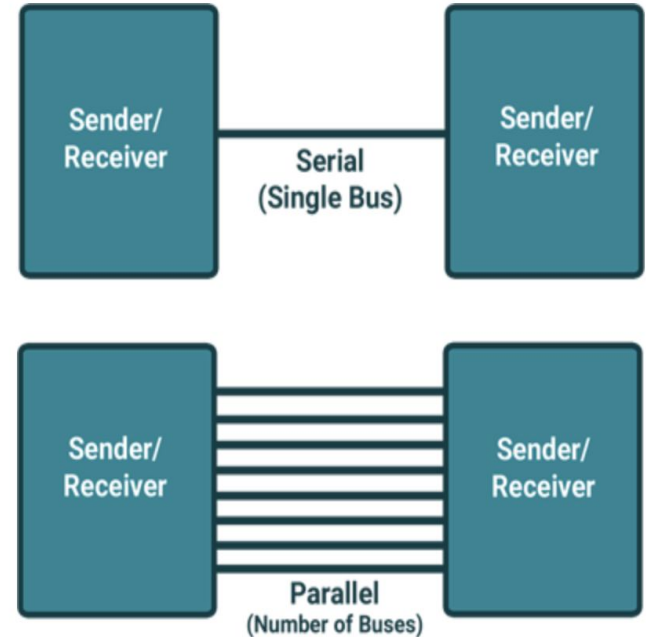 Sender/
Receiver
Serial
(Single Bus)
Sender/
Receiver
Sender/
Receiver
Parallel
(Number of Buses)
Sender/
Receiver